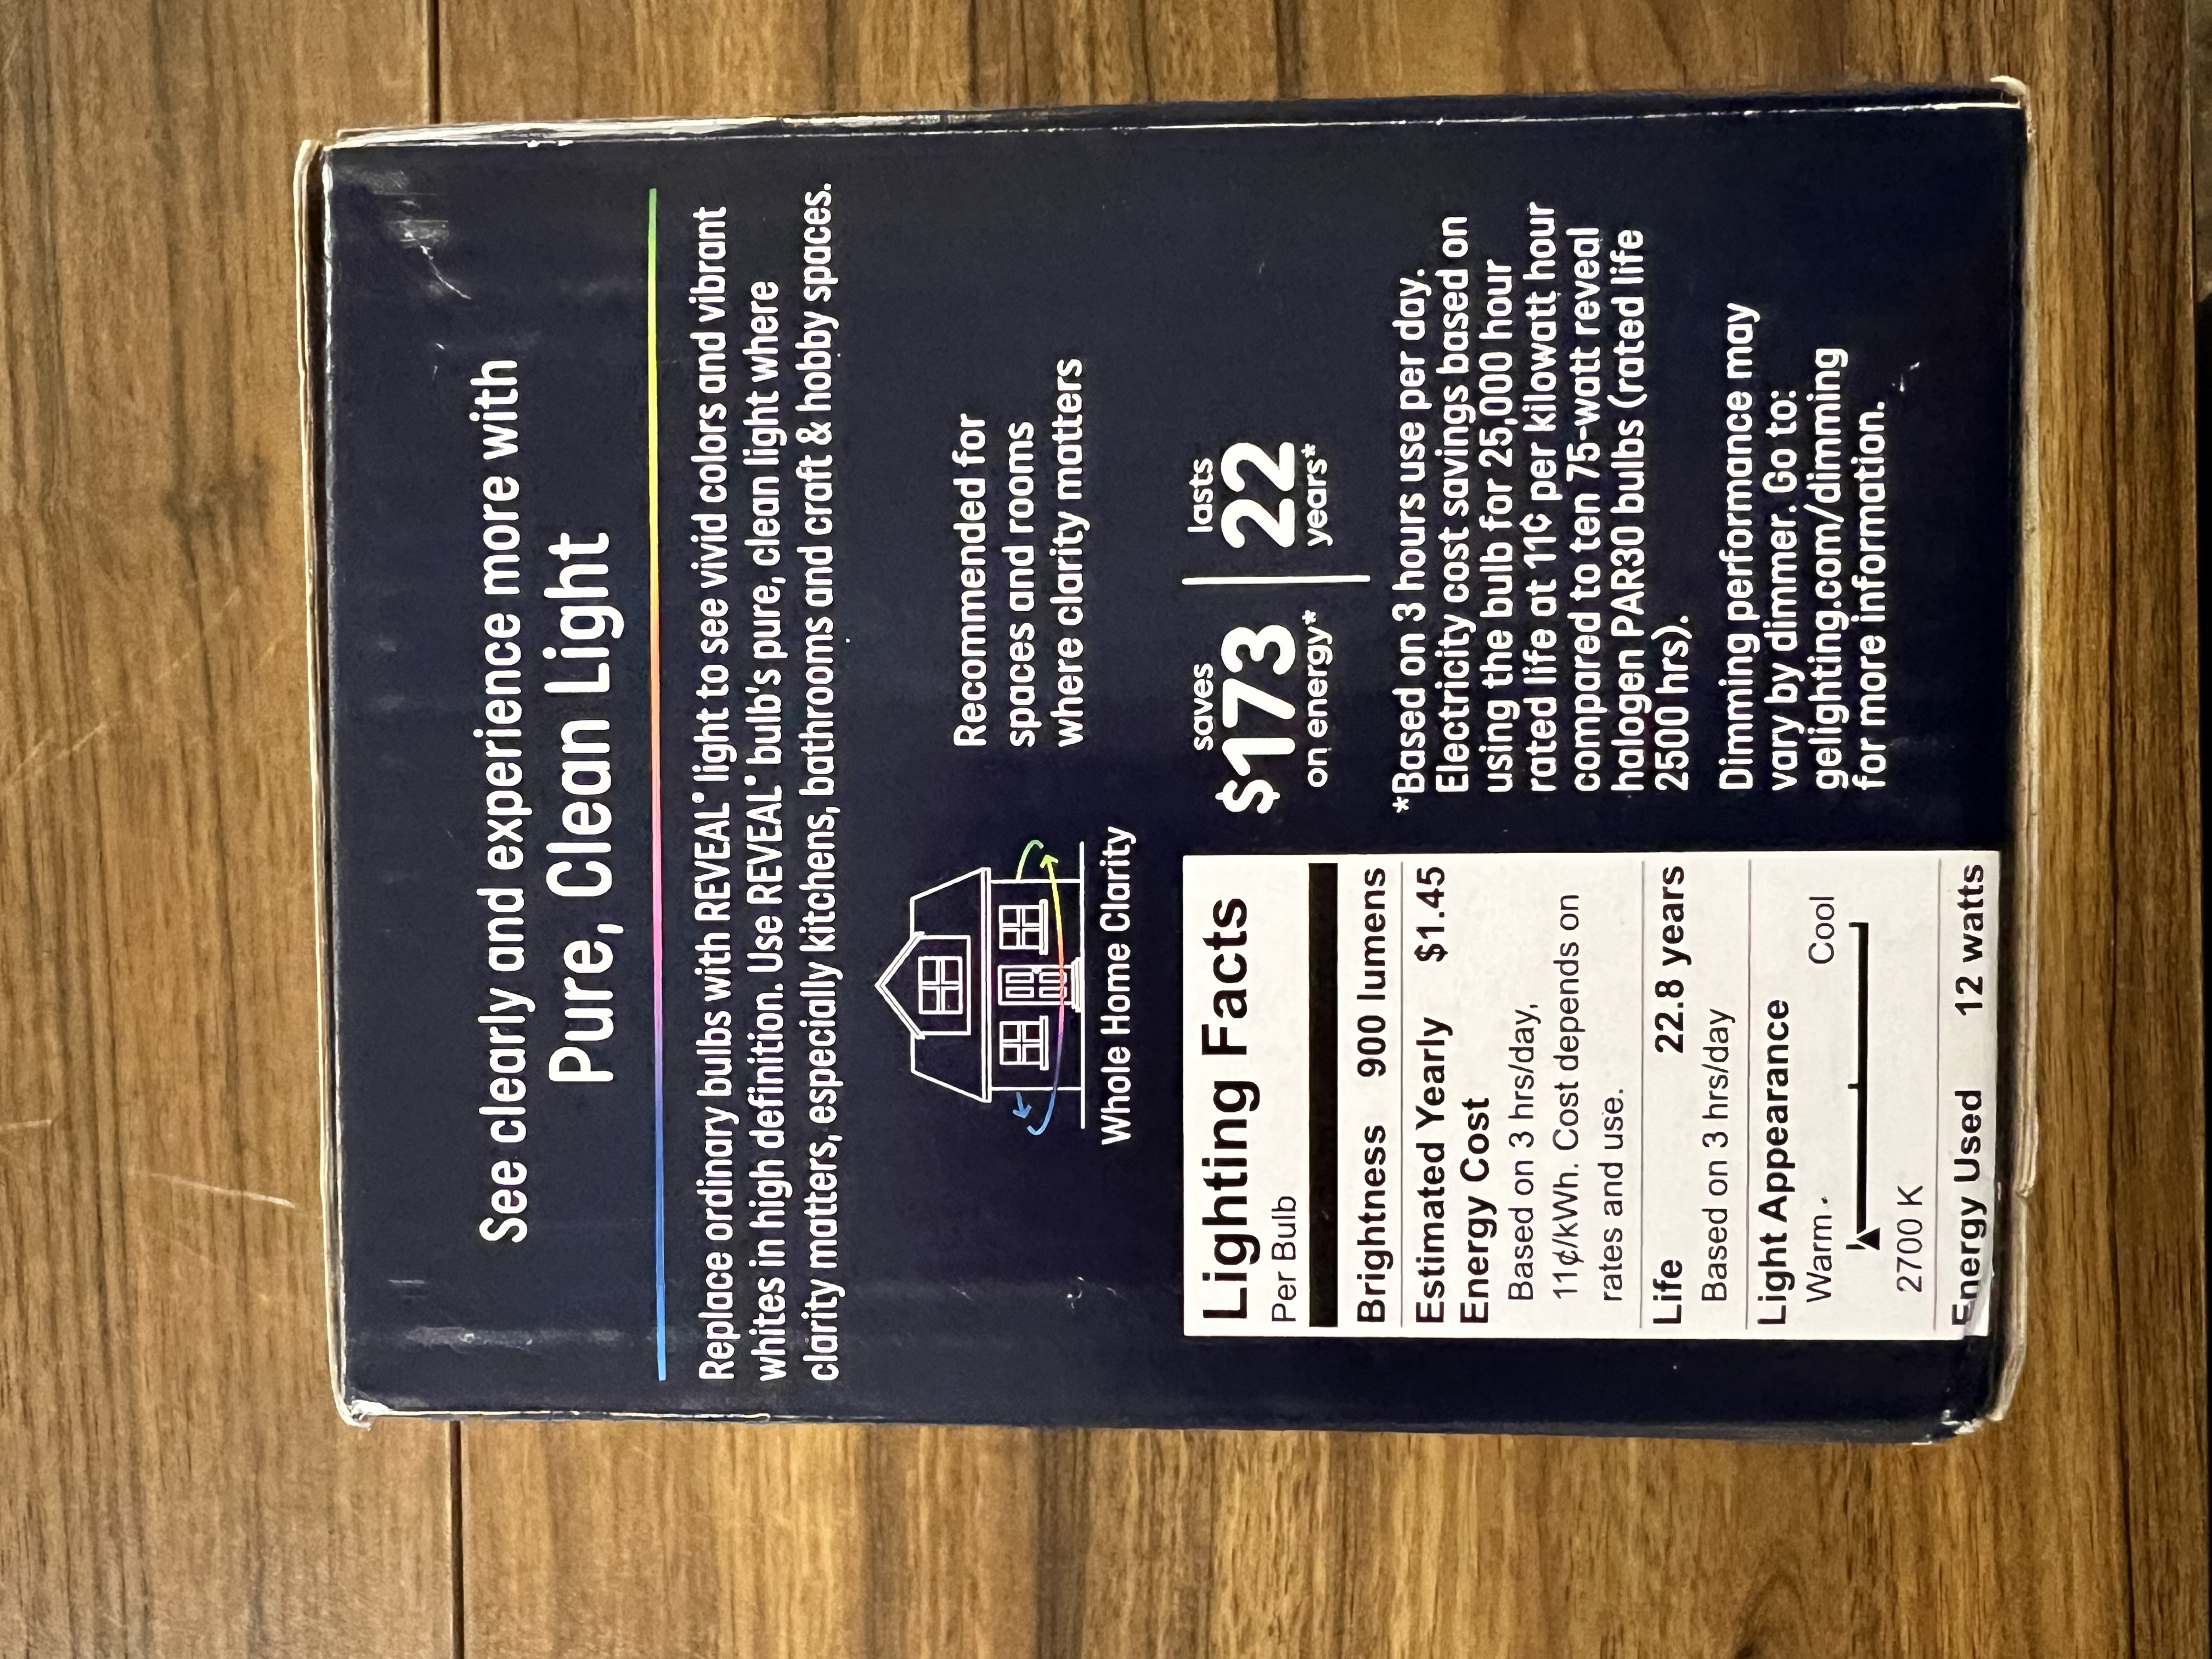 See clearly and experience more with
Pure, Clean Light
Replace ordinary bulbs with REVEAL® light to see vivid colors and vibrant
whites in high definition. Use REVEAL® bulb's pure, clean light where
clarity matters, especially kitchens, bathrooms and craft & hobby spaces.
Whole Home Clarity
Recommended for
spaces and rooms
where clarity matters
Lighting Facts
Per Bulb
Brightness 900 lumens
Estimated Yearly
Energy Cost $1.45
Based on 3 hrs/day,
11¢/kWh. Cost depends on
rates and use.
Life 22.8 years
Based on 3 hrs/day
Light Appearance
Warm Cool
2700 K
Energy Used 12 watts
saves
$173
on energy*
lasts
22
years*
*Based on 3 hours use per day.
Electricity cost savings based on
using the bulb for 25,000 hour
rated life at 11¢ per kilowatt hour
compared to ten 75-watt reveal
halogen PAR30 bulbs (rated life
2500 hrs).
Dimming performance may
vary by dimmer. Go to:
gelighting.com/dimming
for more information.